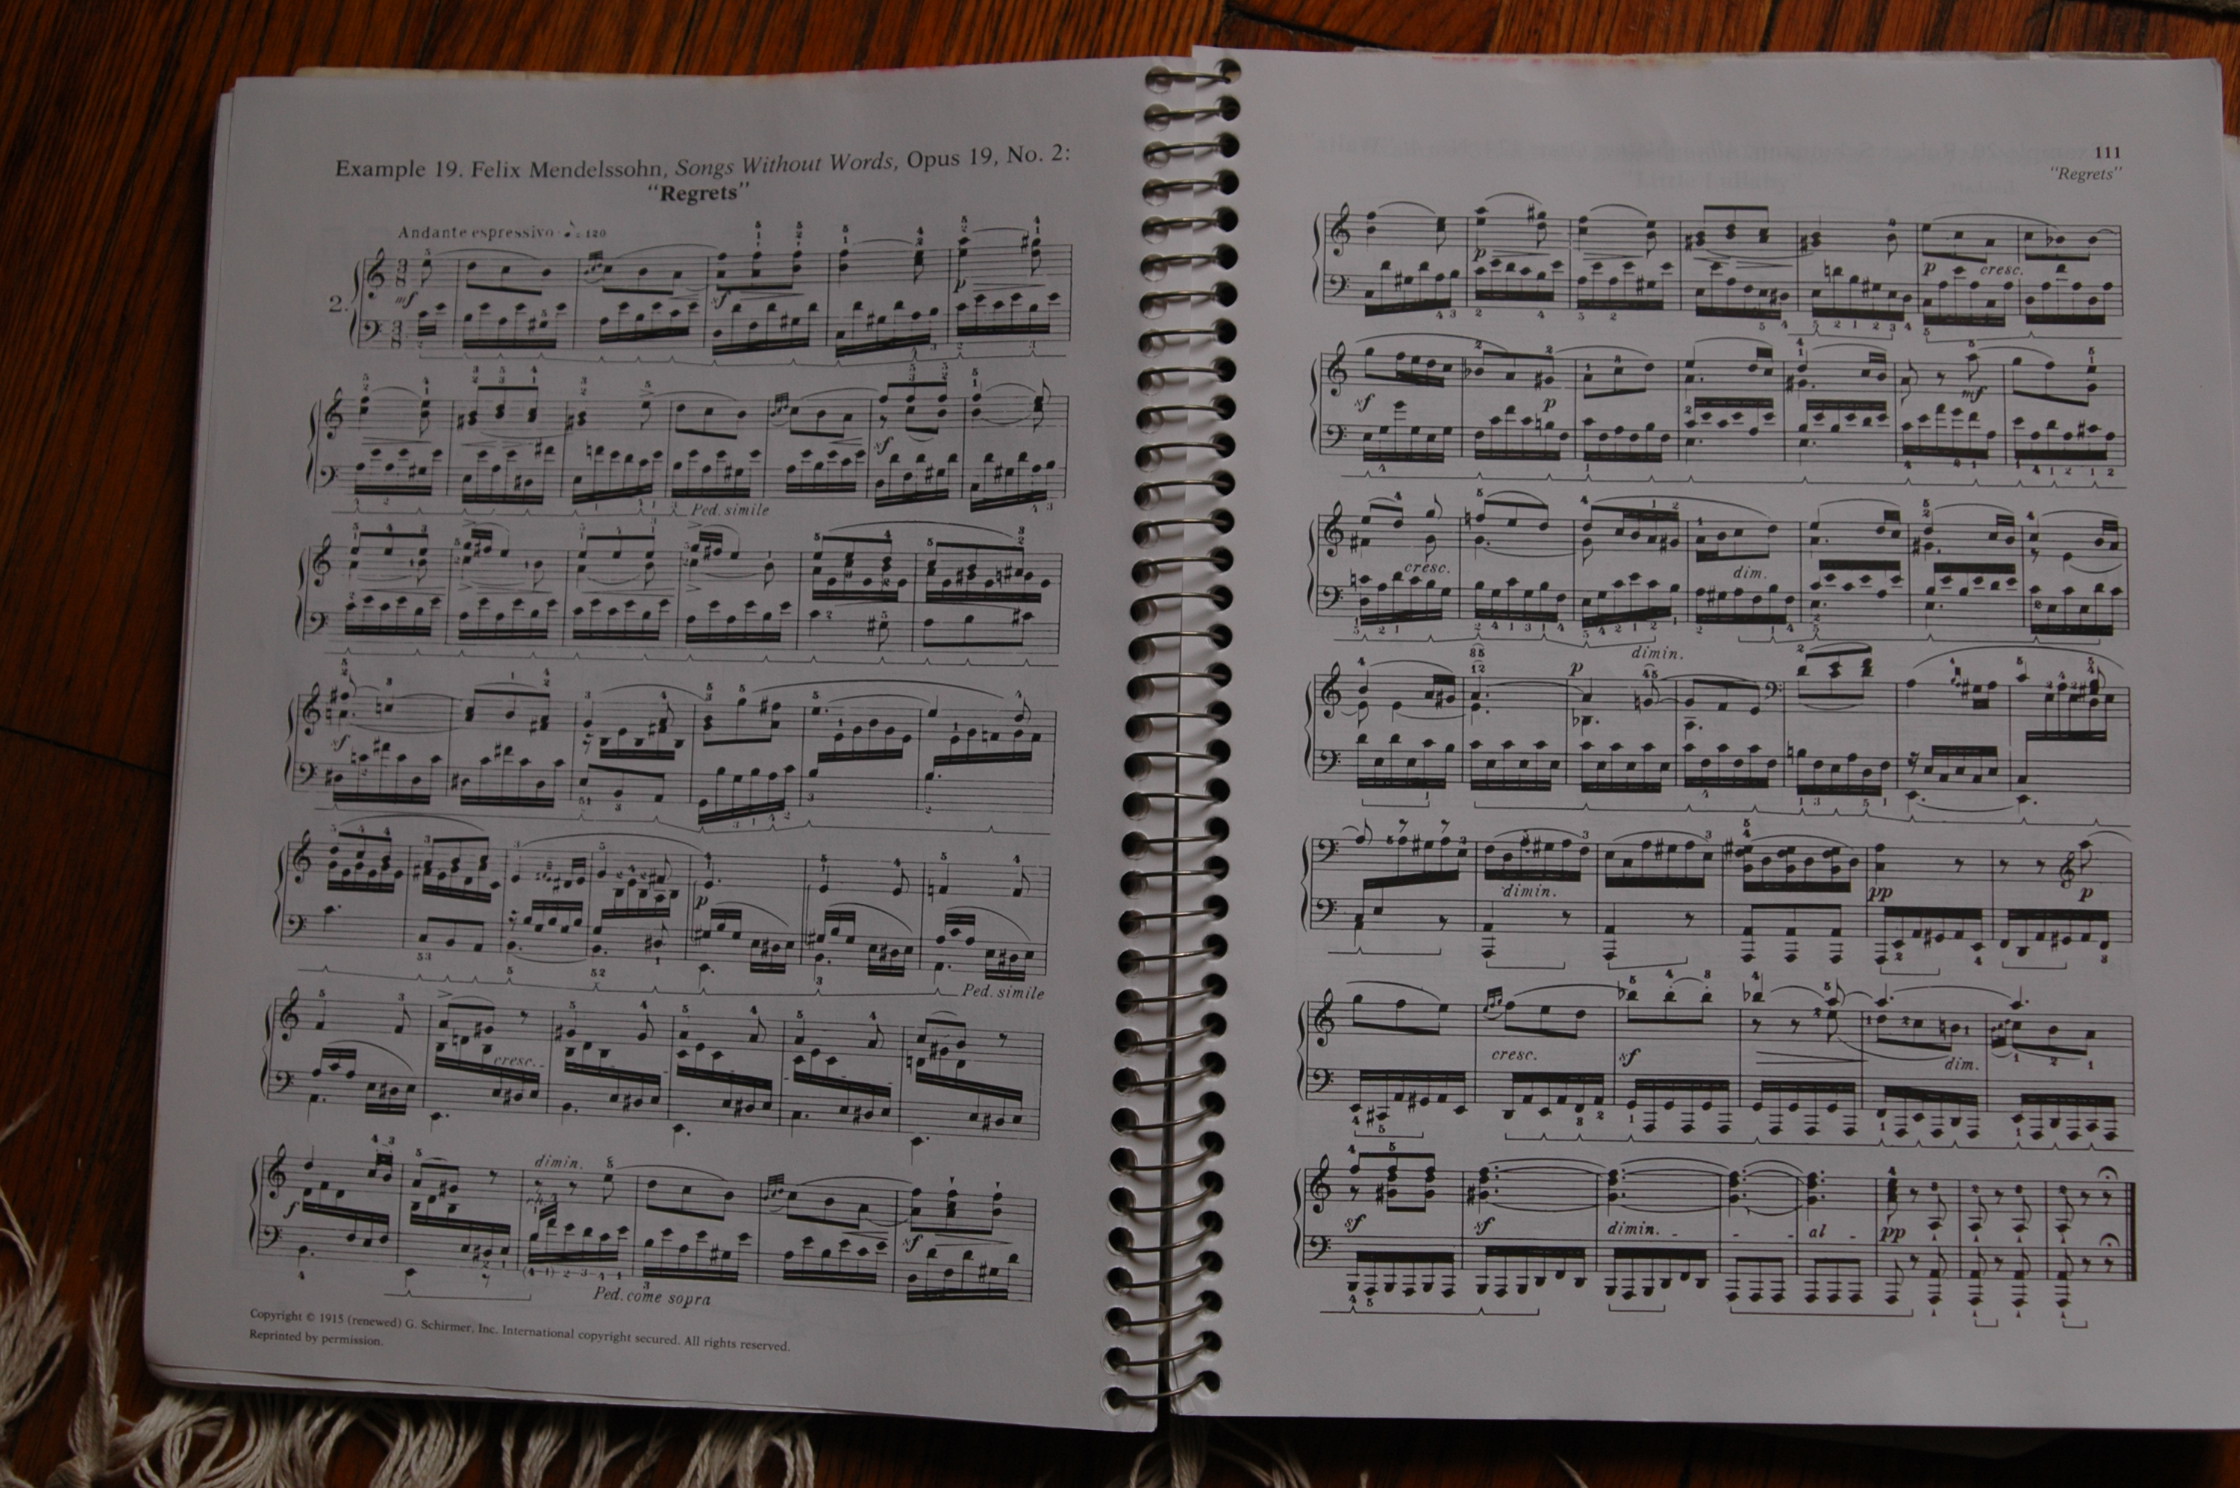 Example 19. Felix Mendelssohn, Songs Without Words, Opus 19, No. 2:
"Regrets"
Andante espressivo ♪=120
2.
mf
sf
p
sf
Ped. simile
sf
p
Ped. simile
cresc.
f
dimin.
sf
Ped. come sopra
Copyright © 1915 (renewed) G. Schirmer, Inc. International copyright secured. All rights reserved.
Reprinted by permission.
111
"Regrets"
p
p
cresc.
sf
p
mf
cresc.
dim.
p
dimin.
dimin.
pp
p
cresc.
sf
dim.
sf
sf
dimin. - - al - pp